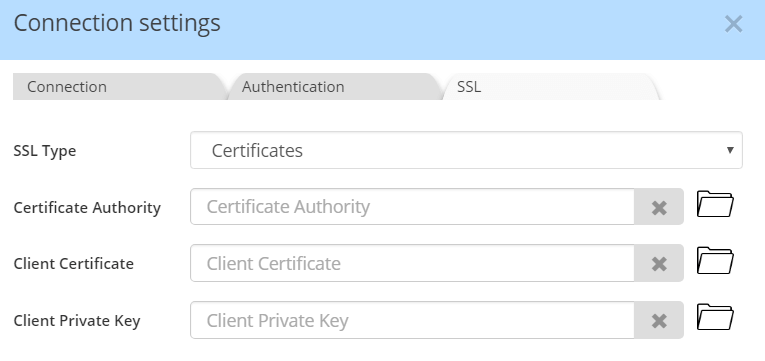 Connection settings
Connection Authentication SSL
SSL Type Certificates
Certificate Authority Certificate Authority
Client Certificate Client Certificate
Client Private Key Client Private Key